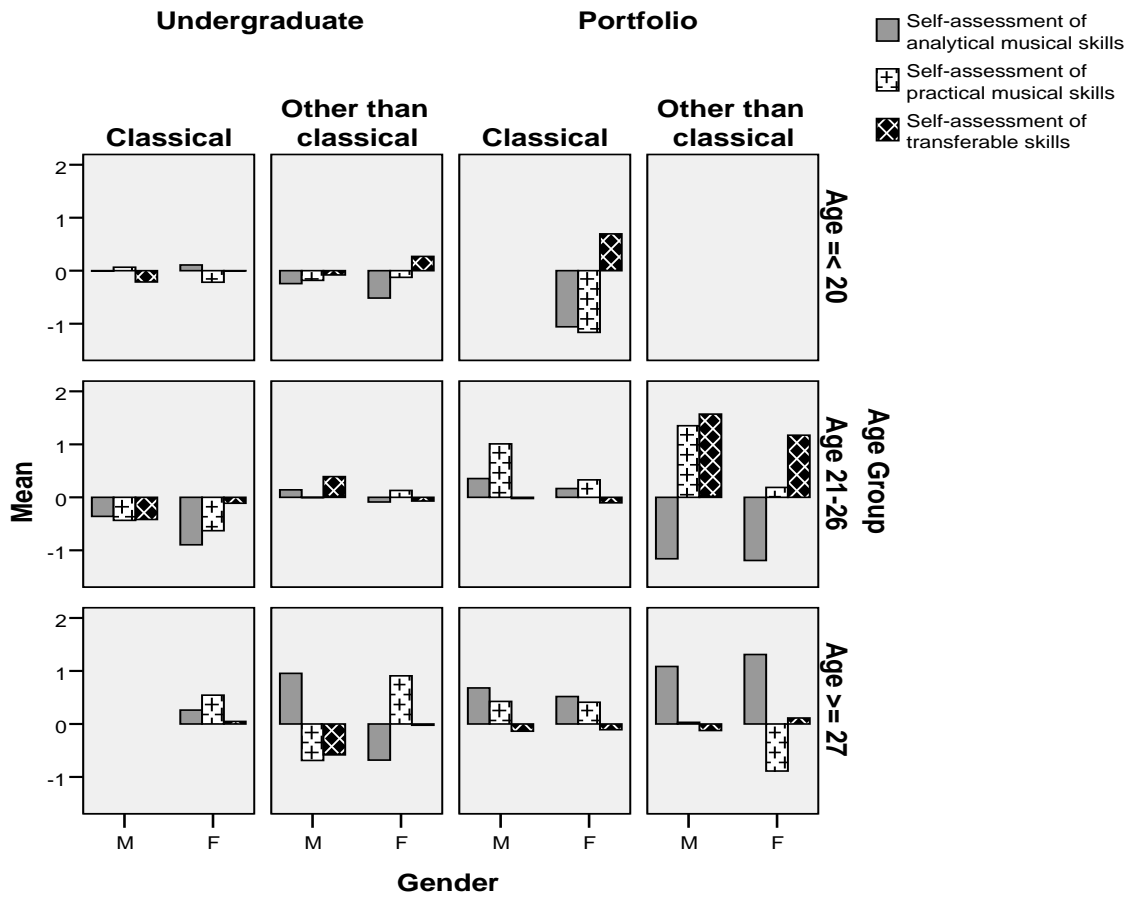 Undergraduate
Portfolio
Self-assessment of
analytical musical skills
Self-assessment of
practical musical skills
Self-assessment of
transferable skills
Classical
Other than
classical
Classical
Other than
classical
2
1
0
-1
Age =< 20
2
1
0
-1
Age 21-26
2
1
0
-1
Age >= 27
Mean
Age Group
M
F
M
F
M
F
M
F
Gender